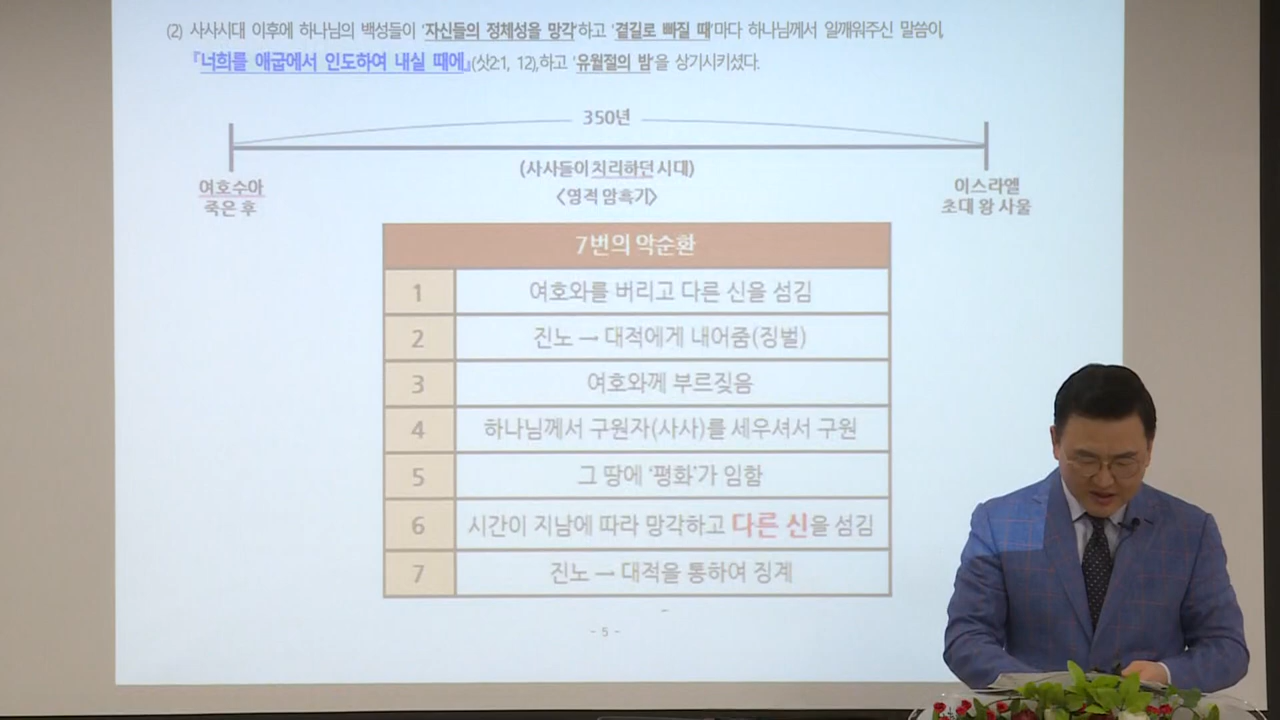 (2) 사사시대 이후에 하나님의 백성들이 '자신들의 정체성을 망각'하고 '곁길로 빠질 때'마다 하나님께서 일깨워주신 말씀이,
『너희를 애굽에서 인도하여 내실 때에』(삿2:1, 12),하고 '유월절의 밤'을 상기시키셨다.
350년
(사사들이 치리하던 시대)
<영적 암흑기>
여호수아
죽은 후
이스라엘
초대 왕 사울
7번의 악순환
1 여호와를 버리고 다른 신을 섬김
2 진노 → 대적에게 내어줌(징벌)
3 여호와께 부르짖음
4 하나님께서 구원자(사사)를 세우셔서 구원
5 그 땅에 '평화'가 임함
6 시간이 지남에 따라 망각하고 다른 신을 섬김
7 진노 → 대적을 통하여 징계
- 5 -